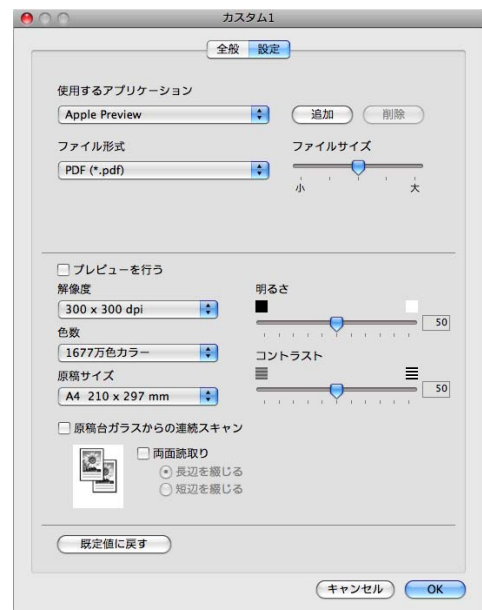 カスタム1
全般 設定
使用するアプリケーション
Apple Preview 追加 削除
ファイル形式 ファイルサイズ
PDF (*.pdf)
小 大
プレビューを行う
解像度 明るさ
300 x 300 dpi 50
色数
1677万色カラー コントラスト
原稿サイズ
A4 210 x 297 mm 50
原稿台ガラスからの連続スキャン
両面読取り
長辺を綴じる
短辺を綴じる
既定値に戻す
キャンセル OK